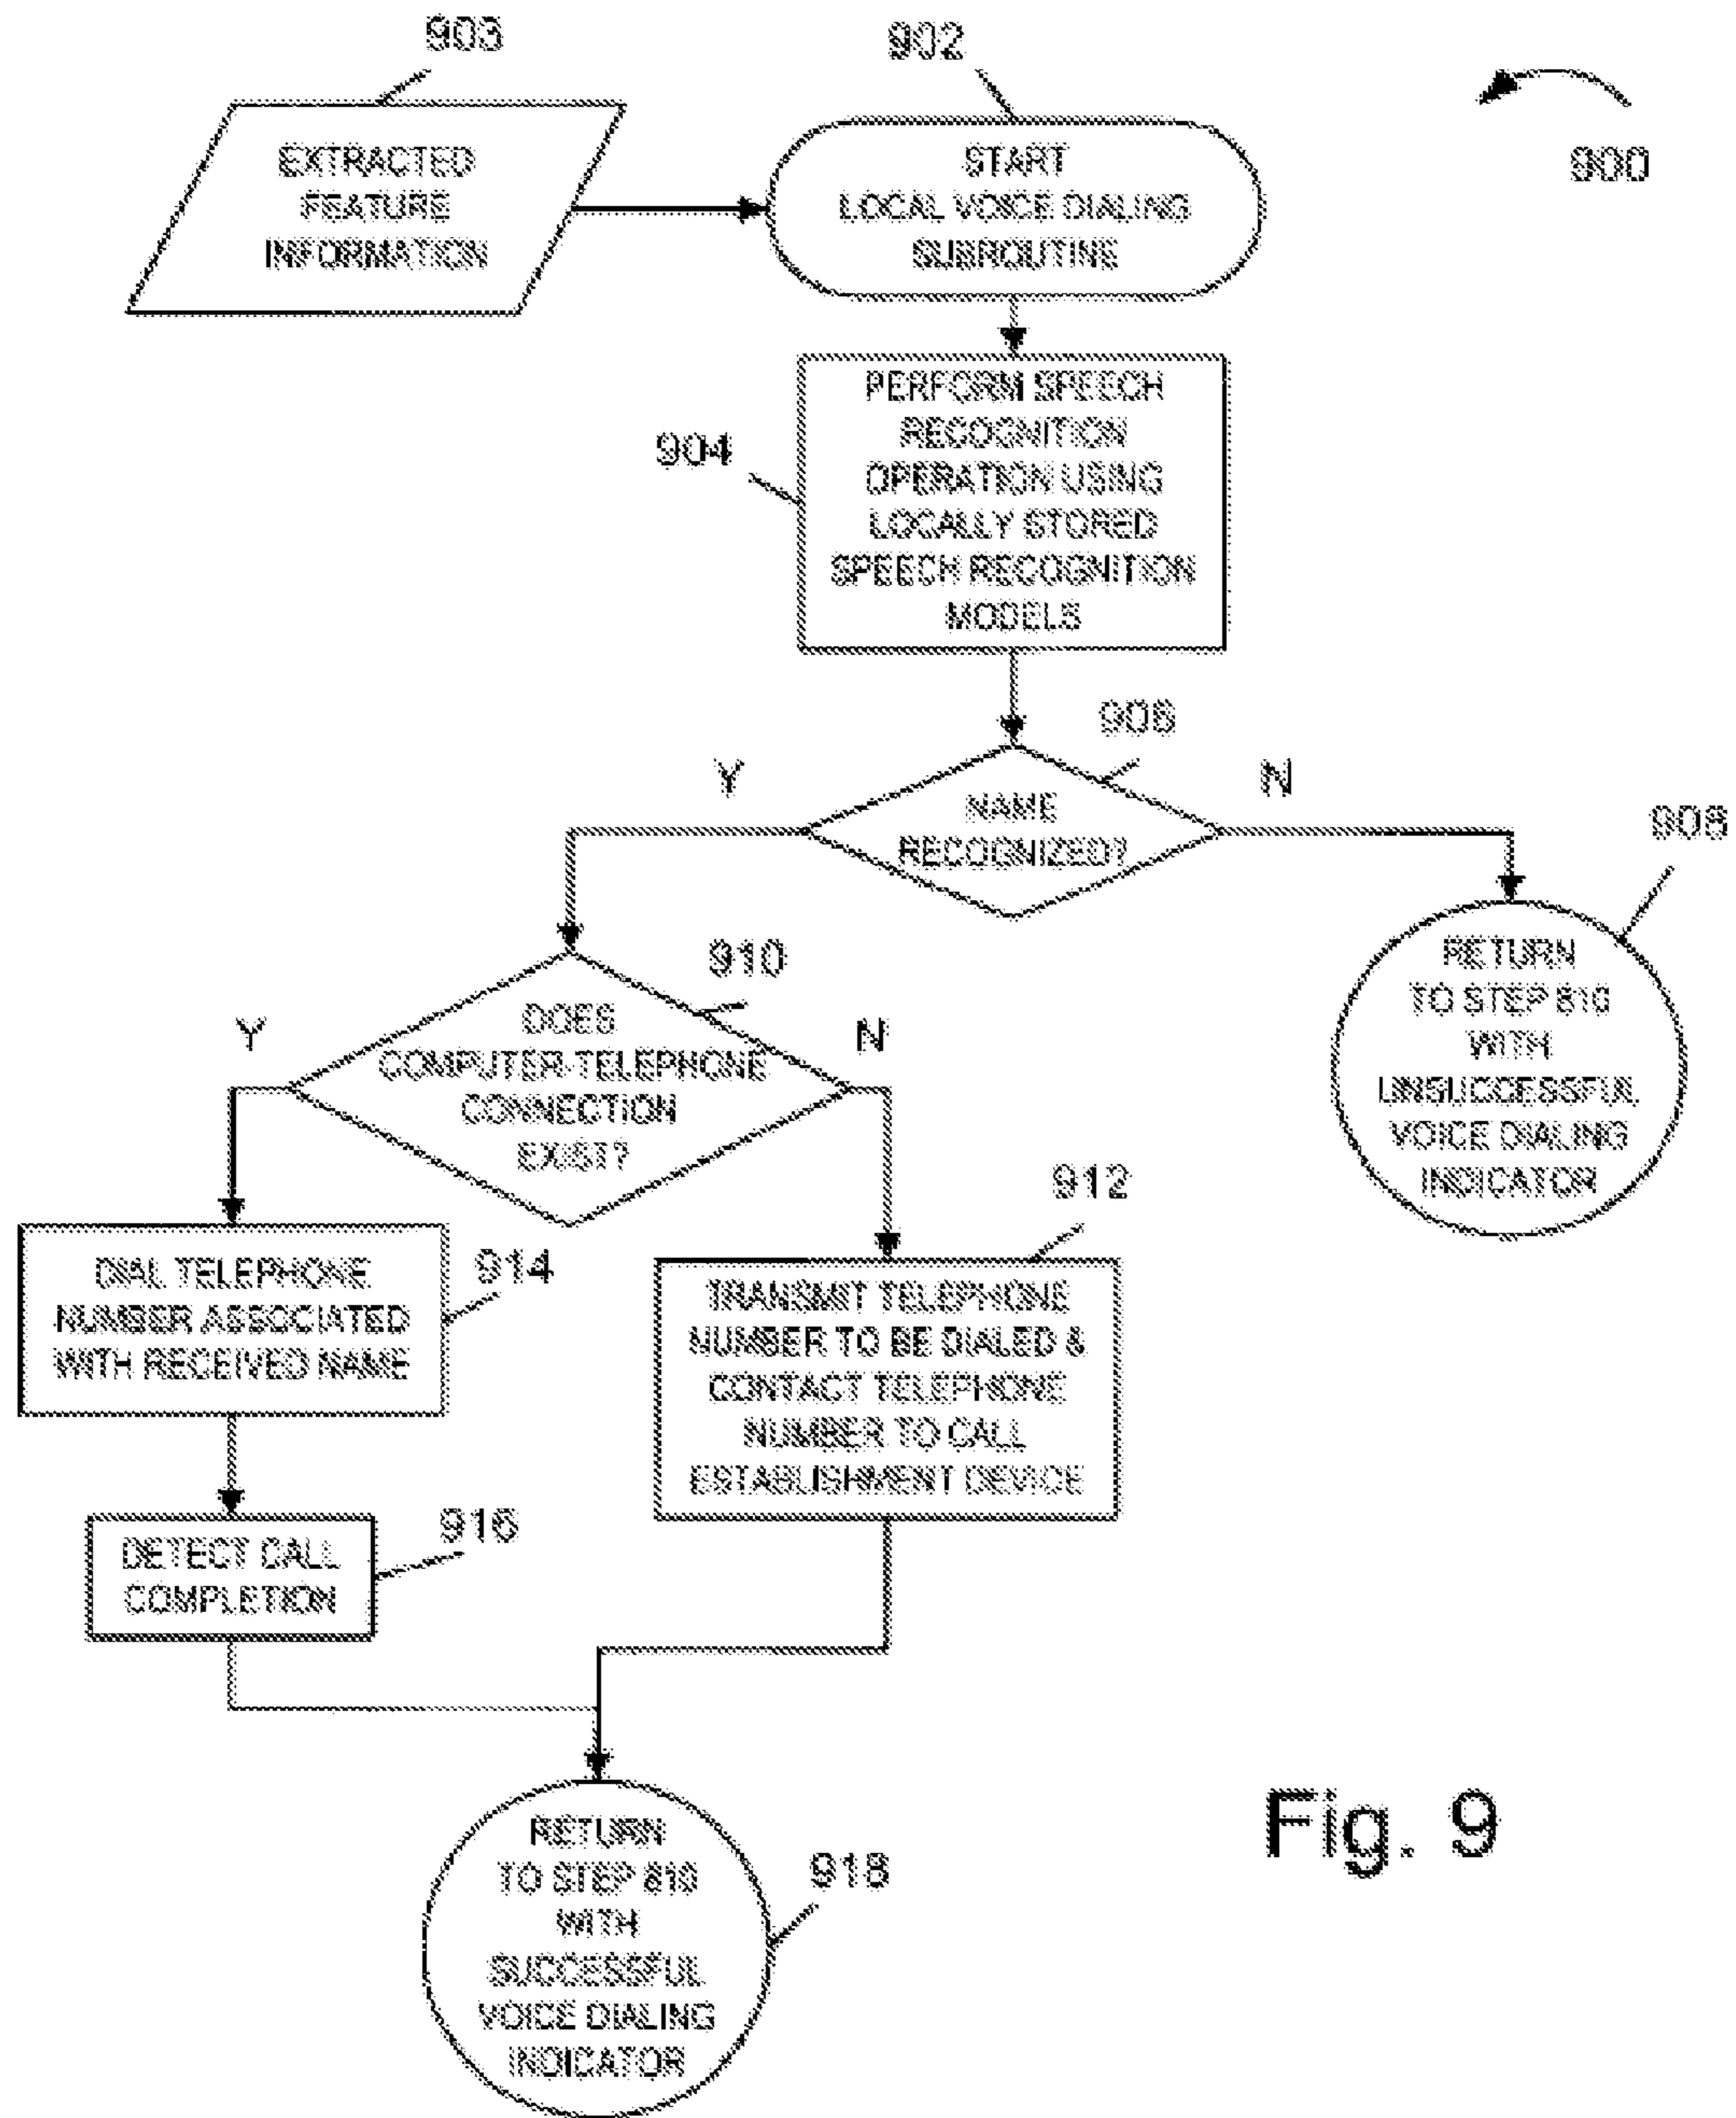 903
902
900
EXTRACTED
FEATURE
INFORMATION
START
LOCAL VOICE DIALING
SUBROUTINE
904
PERFORM SPEECH
RECOGNITION
OPERATION USING
LOCALLY STORED
SPEECH RECOGNITION
MODELS
906
Y
N
NAME
RECOGNIZED?
908
RETURN
TO STEP 810
WITH
UNSUCCESSFUL
VOICE DIALING
INDICATOR
910
Y
N
DOES
COMPUTER-TELEPHONE
CONNECTION
EXIST?
914
DIAL TELEPHONE
NUMBER ASSOCIATED
WITH RECEIVED NAME
912
TRANSMIT TELEPHONE
NUMBER TO BE DIALED &
CONTACT TELEPHONE
NUMBER TO CALL
ESTABLISHMENT DEVICE
916
DETECT CALL
COMPLETION
918
RETURN
TO STEP 810
WITH
SUCCESSFUL
VOICE DIALING
INDICATOR
Fig. 9